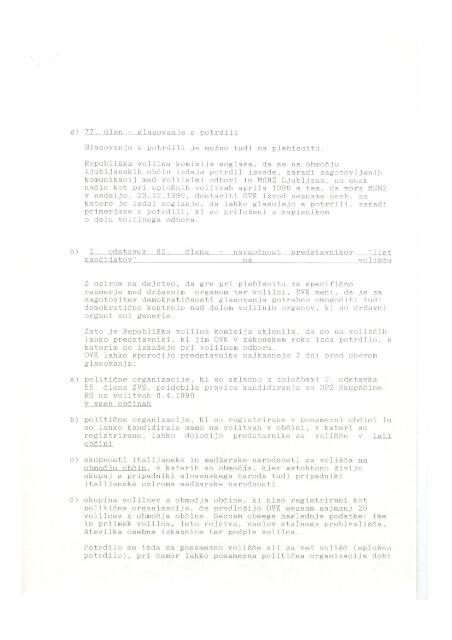 g) 77. člen - glasovanje s potrdili
Glasovanje s potrdili je možno tudi na plebiscitu.
Republiška volilna komisija soglaša, da se na območju
ljubljanskih občin izdaja potrdil izvede, zaradi zagotovljenih
komunikacij med volilnimi odbori in MSNZ Ljubljana, na enak
način kot pri splošnih volitvah aprila 1990 s tem, da mora MSNZ
v nedeljo, 23.12.1990, dostaviti OVK izvod seznama oseb, za
katere je izdal soglasje, da lahko glasujejo s potrdili, zaradi
primerjave s potrdili, ki so priloženi s zapisnikom
o delu volilnega odbora.
h) 2. odstavek 82. člena - navzočnost predstavnikov "list
kandidatov" na volišču
Z ozirom na dejstvo, da gre pri plebiscitu za specifično
razmerje med državnim organom ter volilci, RVK meni, da je za
zagotovitev demokratičnosti glasovanja potrebno omogočiti tudi
demokratično kontrolo nad delom volilnih organov, ki so državni
organi sui generis.
Zato je Republiška volilna komisija sklenila, da so na voliščih
lahko predstavniki, ki jim OVK v zakonskem roku izda potrdilo, s
katerim se izkažejo pri volilnem odboru.
OVK lahko sporočijo predstavnike najkasneje 3 dni pred dnevom
glasovanja:
a) politične organizacije, ki so skladno z določbami 2. odstavka
55. člena ZVS, pridobile pravico kandidiranja za DPZ Skupščine
RS na volitvah 8.4.1990
v vseh občinah
b) politične organizacije, ki so registrirane v posamezni občini in
so lahko kandidirale samo na volitvah v občini, v kateri so
registrirane, lahko določijo predstavnike za volišče v isti
občini
c) skupnosti italijanske in madžarske narodnosti za volišča na
območju občin, v katerih so območja, kjer avtohtono živijo
skupaj s pripadniki slovenskega naroda tudi pripadniki
italijanske oziroma madžarske narodnosti
č) skupina volilcev z območja občine, ki niso registrirani kot
politična organizacija, če predložijo OVK seznam najmanj 20
volilcev z območja občine. Seznam obsega naslednje podatke: ime
in priimek volilca, leto rojstva, naslov stalnega prebivališča,
številka osebne izkaznice ter podpis volilca.
Potrdilo se izda za posamezno volišče ali za več volišč (splošno
potrdilo), pri čemer lahko posamezna politična organizacija dobi